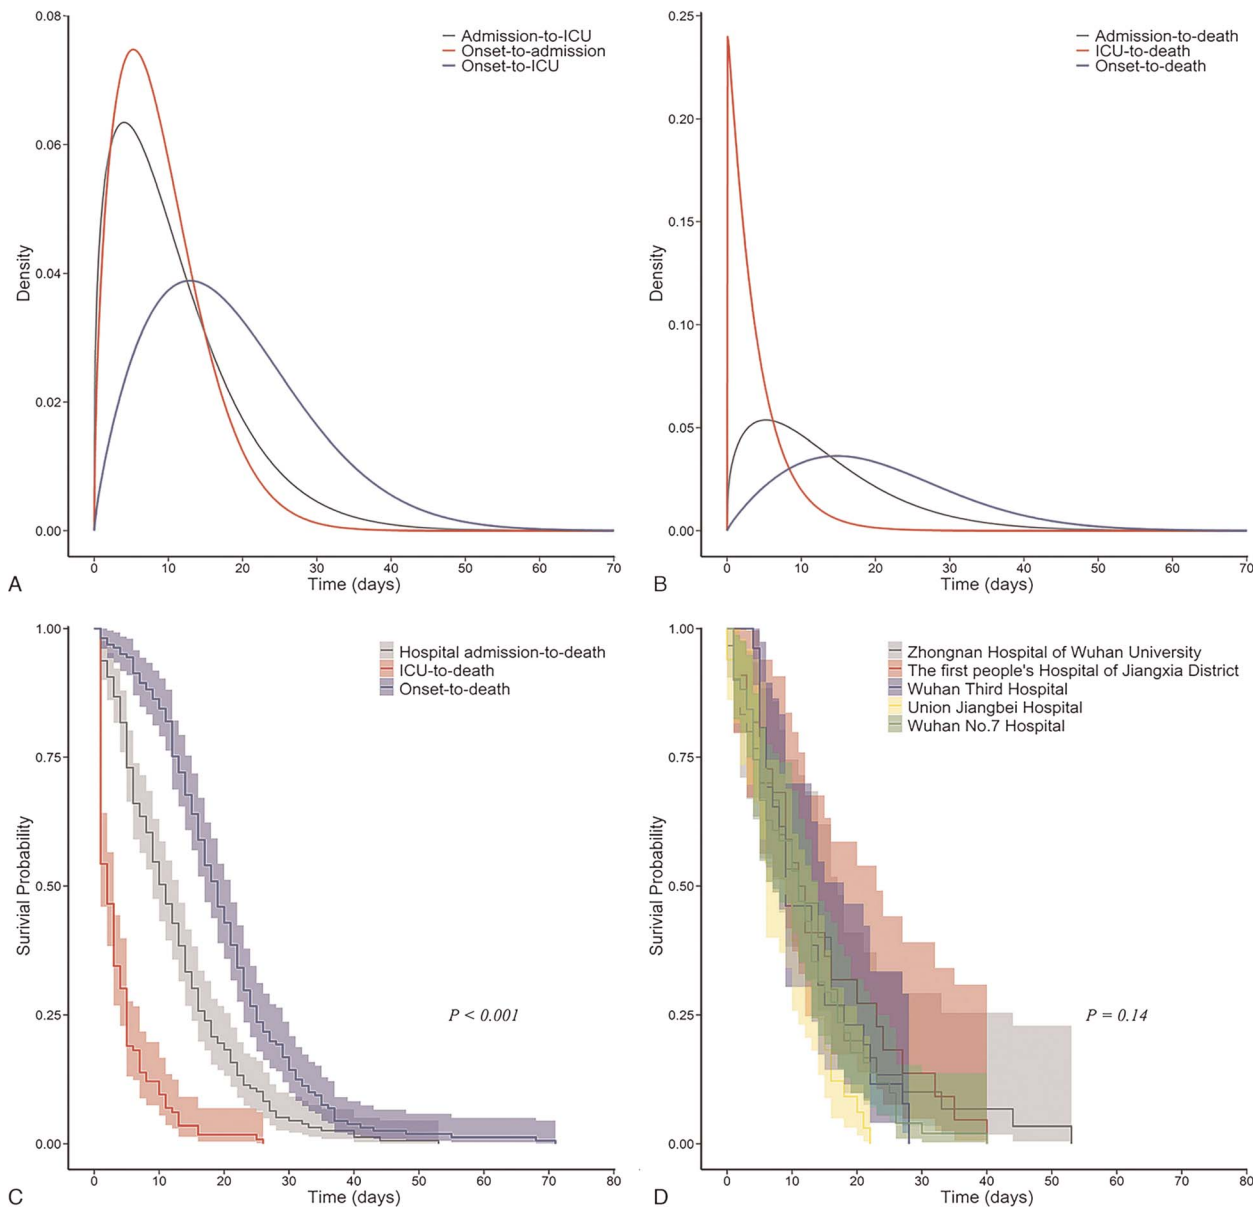 0.08
0.06
0.04
0.02
0.00
Density
Admission-to-ICU
Onset-to-admission
Onset-to-ICU
0 10 20 30 40 50 60 70
Time (days)
A
0.25
0.20
0.15
0.10
0.05
0.00
Density
Admission-to-death
ICU-to-death
Onset-to-death
0 10 20 30 40 50 60 70
Time (days)
B
1.00
0.75
0.50
0.25
0.00
Surivial Probability
Hospital admission-to-death
ICU-to-death
Onset-to-death
P < 0.001
0 10 20 30 40 50 60 70 80
Time (days)
C
1.00
0.75
0.50
0.25
0.00
Surivial Probability
Zhongnan Hospital of Wuhan University
The first people's Hospital of Jiangxia District
Wuhan Third Hospital
Union Jiangbei Hospital
Wuhan No.7 Hospital
P = 0.14
0 10 20 30 40 50 60 70 80
Time (days)
D